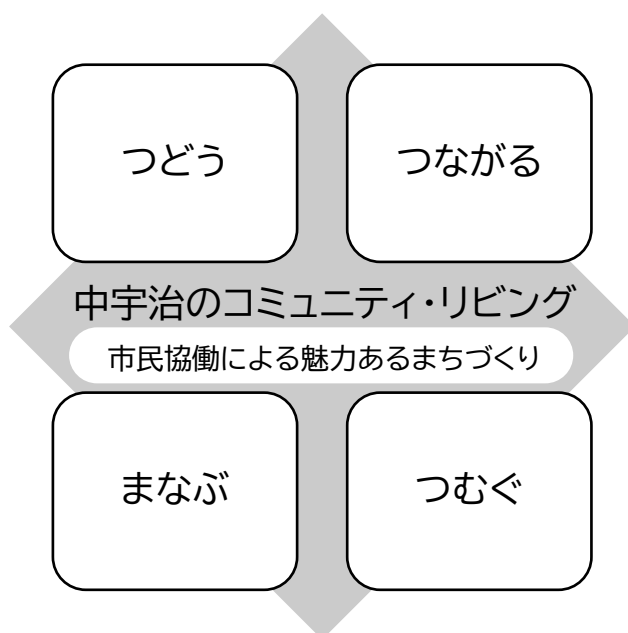 つどう
つながる
中宇治のコミュニティ・リビング
市民協働による魅力あるまちづくり
まなぶ
つむぐ